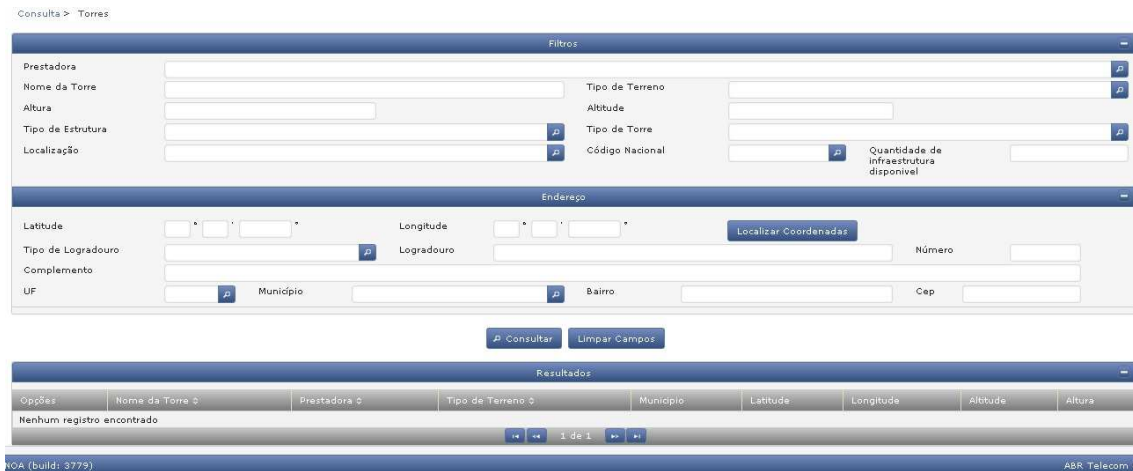 Consulta > Torres
Filtros
Prestadora
Nome da Torre Tipo de Terreno
Altura Altitude
Tipo de Estrutura Tipo de Torre
Localização Código Nacional Quantidade de
infraestrutura
disponivel
Endereço
Latitude ° ' " Longitude ° ' " Localizar Coordenadas
Tipo de Logradouro Logradouro Número
Complemento
UF Município Bairro Cep
Consultar Limpar Campos
Resultados
Opções Nome da Torre Prestadora Tipo de Terreno Municipio Latitude Longitude Altitude Altura
Nenhum registro encontrado
1 de 1
NOA (build: 3779) ABR Telecom